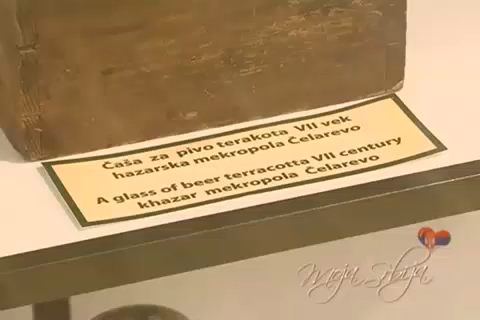 Čaša za pivo terakota VII vek
hazarska mekropola Čelarevo
A glass of beer terracotta VII century
khazar mekropola Čelarevo
Moja Srbija